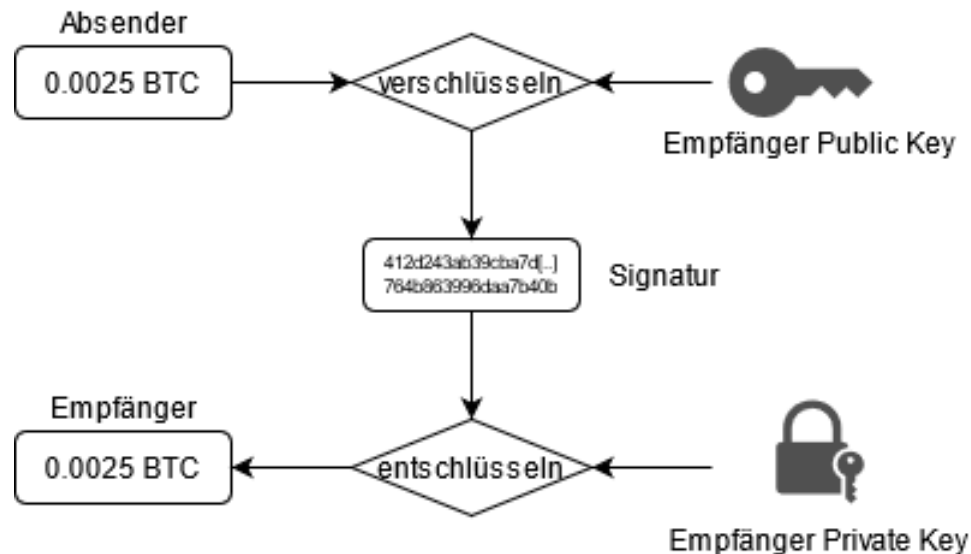 Absender
0.0025 BTC
verschlüsseln
Empfänger Public Key
412d243ab39cba7d[..]
764b863996daa7b40b
Signatur
Empfänger
0.0025 BTC
entschlüsseln
Empfänger Private Key